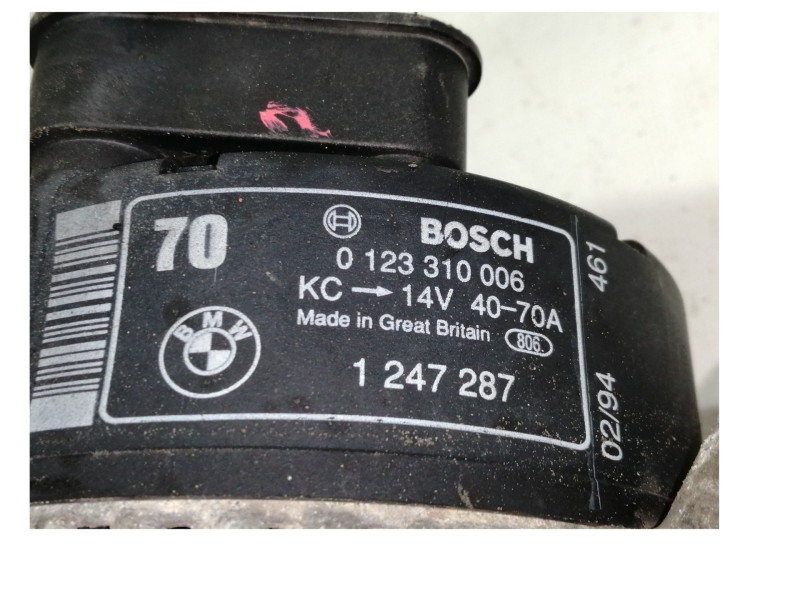 70
BOSCH
0 123 310 006
KC → 14V 40-70A
Made in Great Britain 806.
BMW
1 247 287
02/94 461